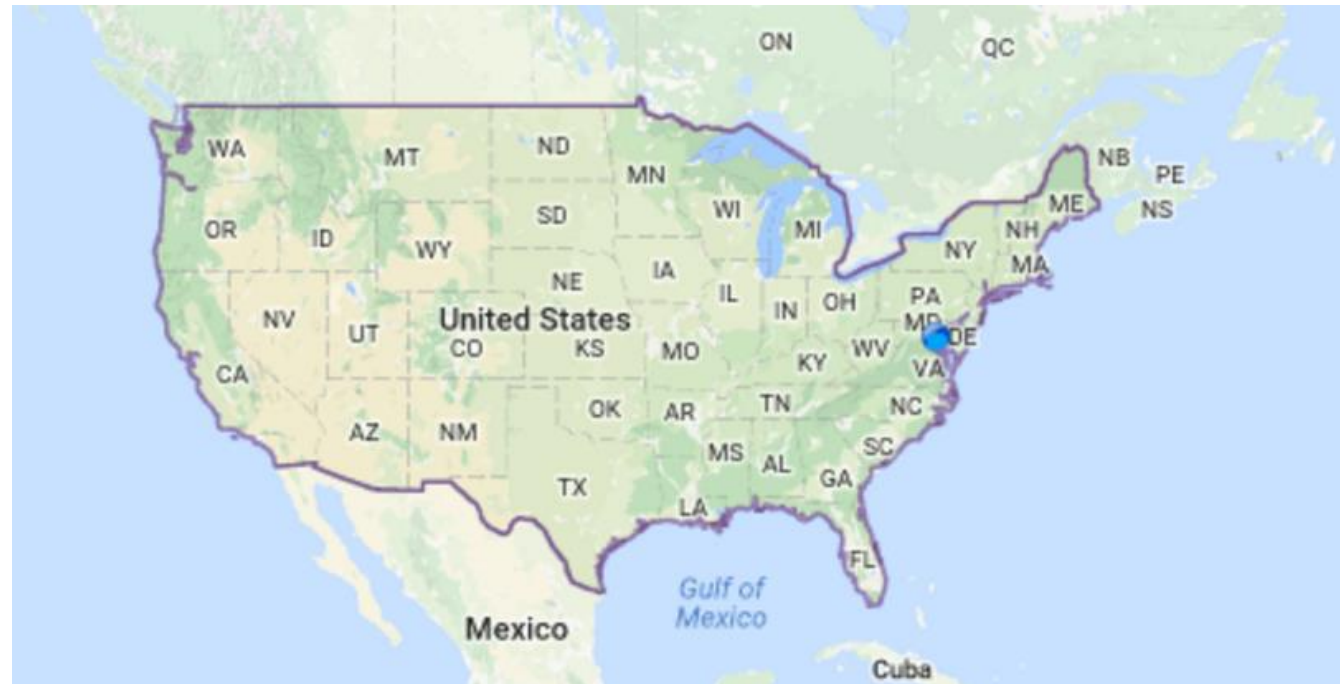 ON
QC
WA
MT
ND
MN
NB
PE
OR
ID
SD
WI
MI
ME
NS
WY
NY
NH
MA
NE
IA
IL
IN
OH
PA
NV
UT
United States
CO
KS
MO
KY
WV
MD
DE
VA
CA
AZ
NM
OK
AR
TN
NC
TX
MS
AL
GA
SC
LA
FL
Gulf of
Mexico
Mexico
Cuba